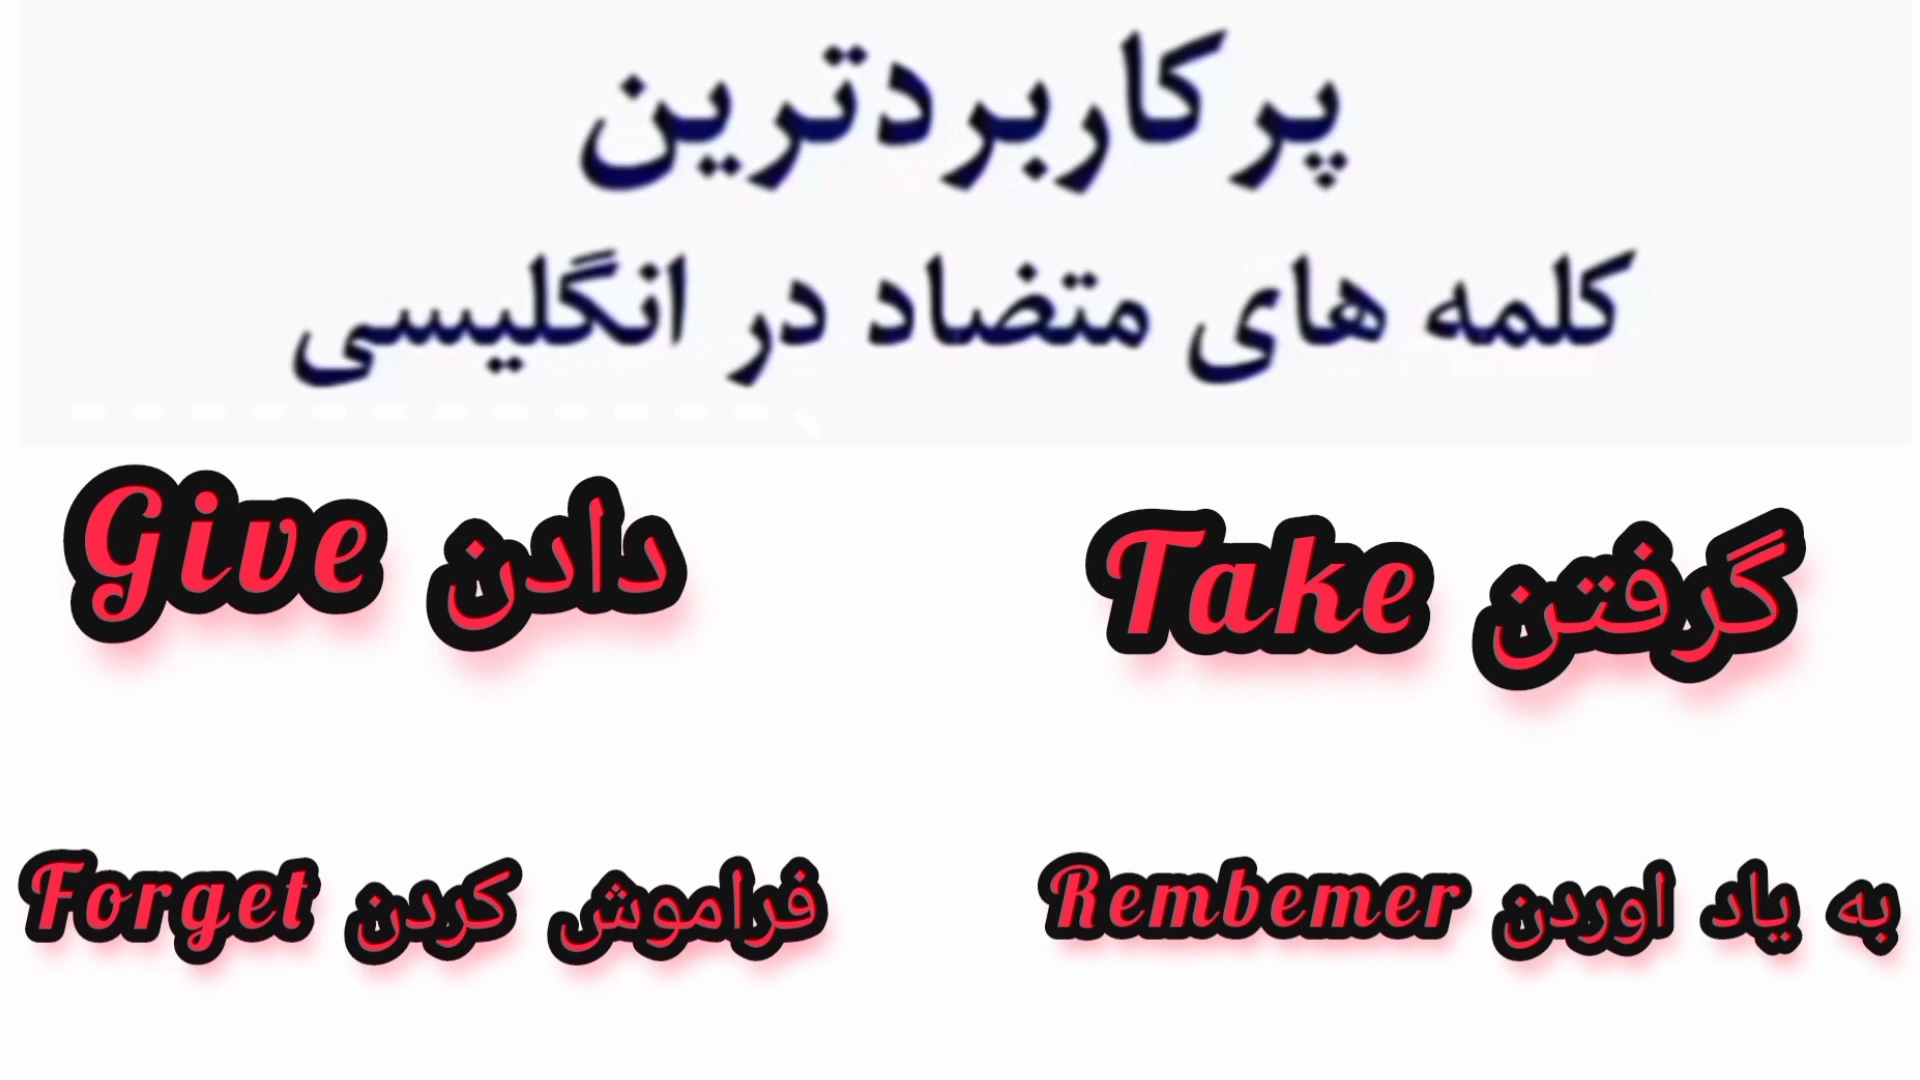 پرکاربردترین
کلمه های متضاد در انگلیسی
Give دادن
Take گرفتن
Forget فراموش کردن
Rembemer به یاد اوردن